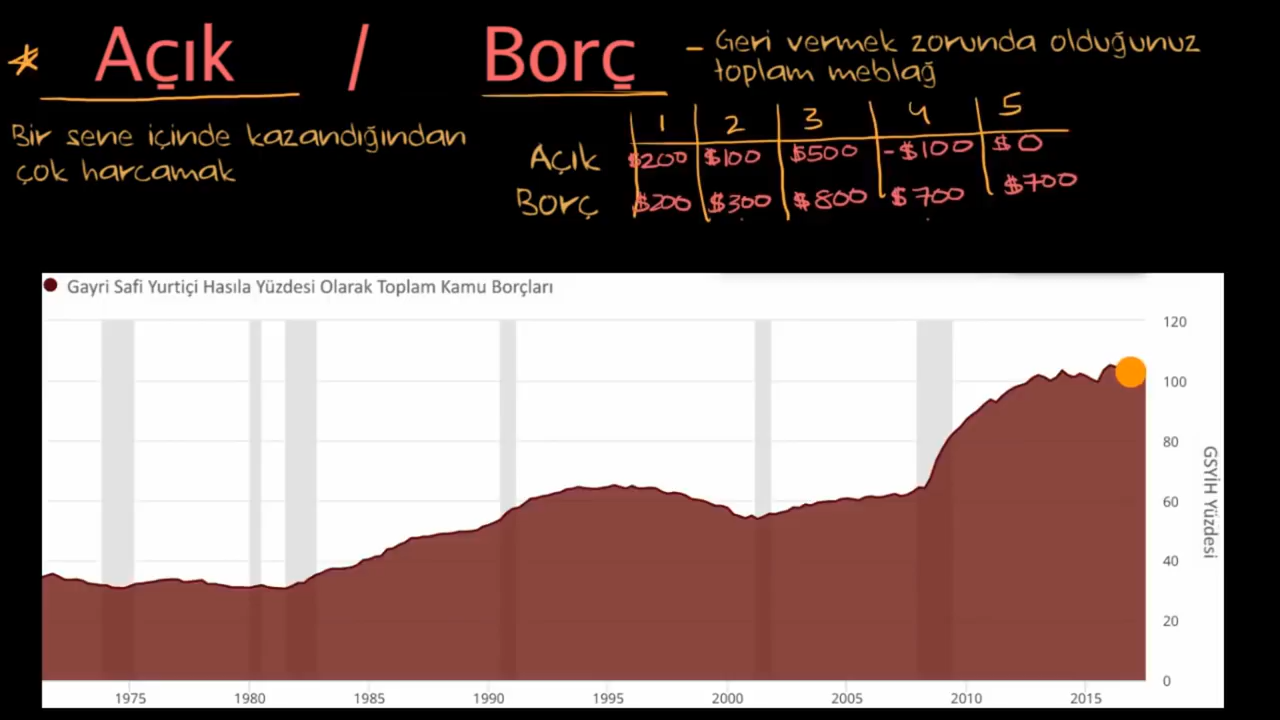 * Açık / Borç - Geri vermek zorunda olduğunuz
toplam meblağ
Bir sene içinde kazandığından
çok harcamak
1 2 3 4 5
Açık $200 $100 $500 -$100 $0
Borç $200 $300 $800 $700 $700
Gayri Safi Yurtiçi Hasıla Yüzdesi Olarak Toplam Kamu Borçları
120
100
80
60
40
20
0
GSYİH Yüzdesi
1975 1980 1985 1990 1995 2000 2005 2010 2015